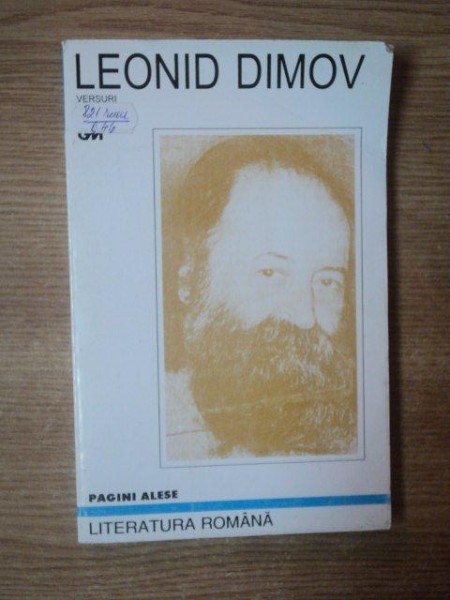 LEONID DIMOV
VERSURI
PAGINI ALESE
LITERATURA ROMÂNĂ